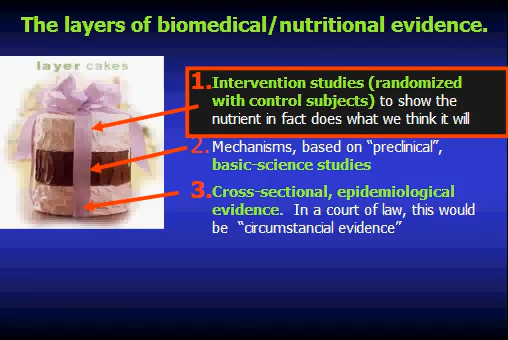 The layers of biomedical/nutritional evidence.
layer cakes
1. Intervention studies (randomized
with control subjects) to show the
nutrient in fact does what we think it will
2. Mechanisms, based on “preclinical”,
basic-science studies
3. Cross-sectional, epidemiological
evidence. In a court of law, this would
be “circumstancial evidence”